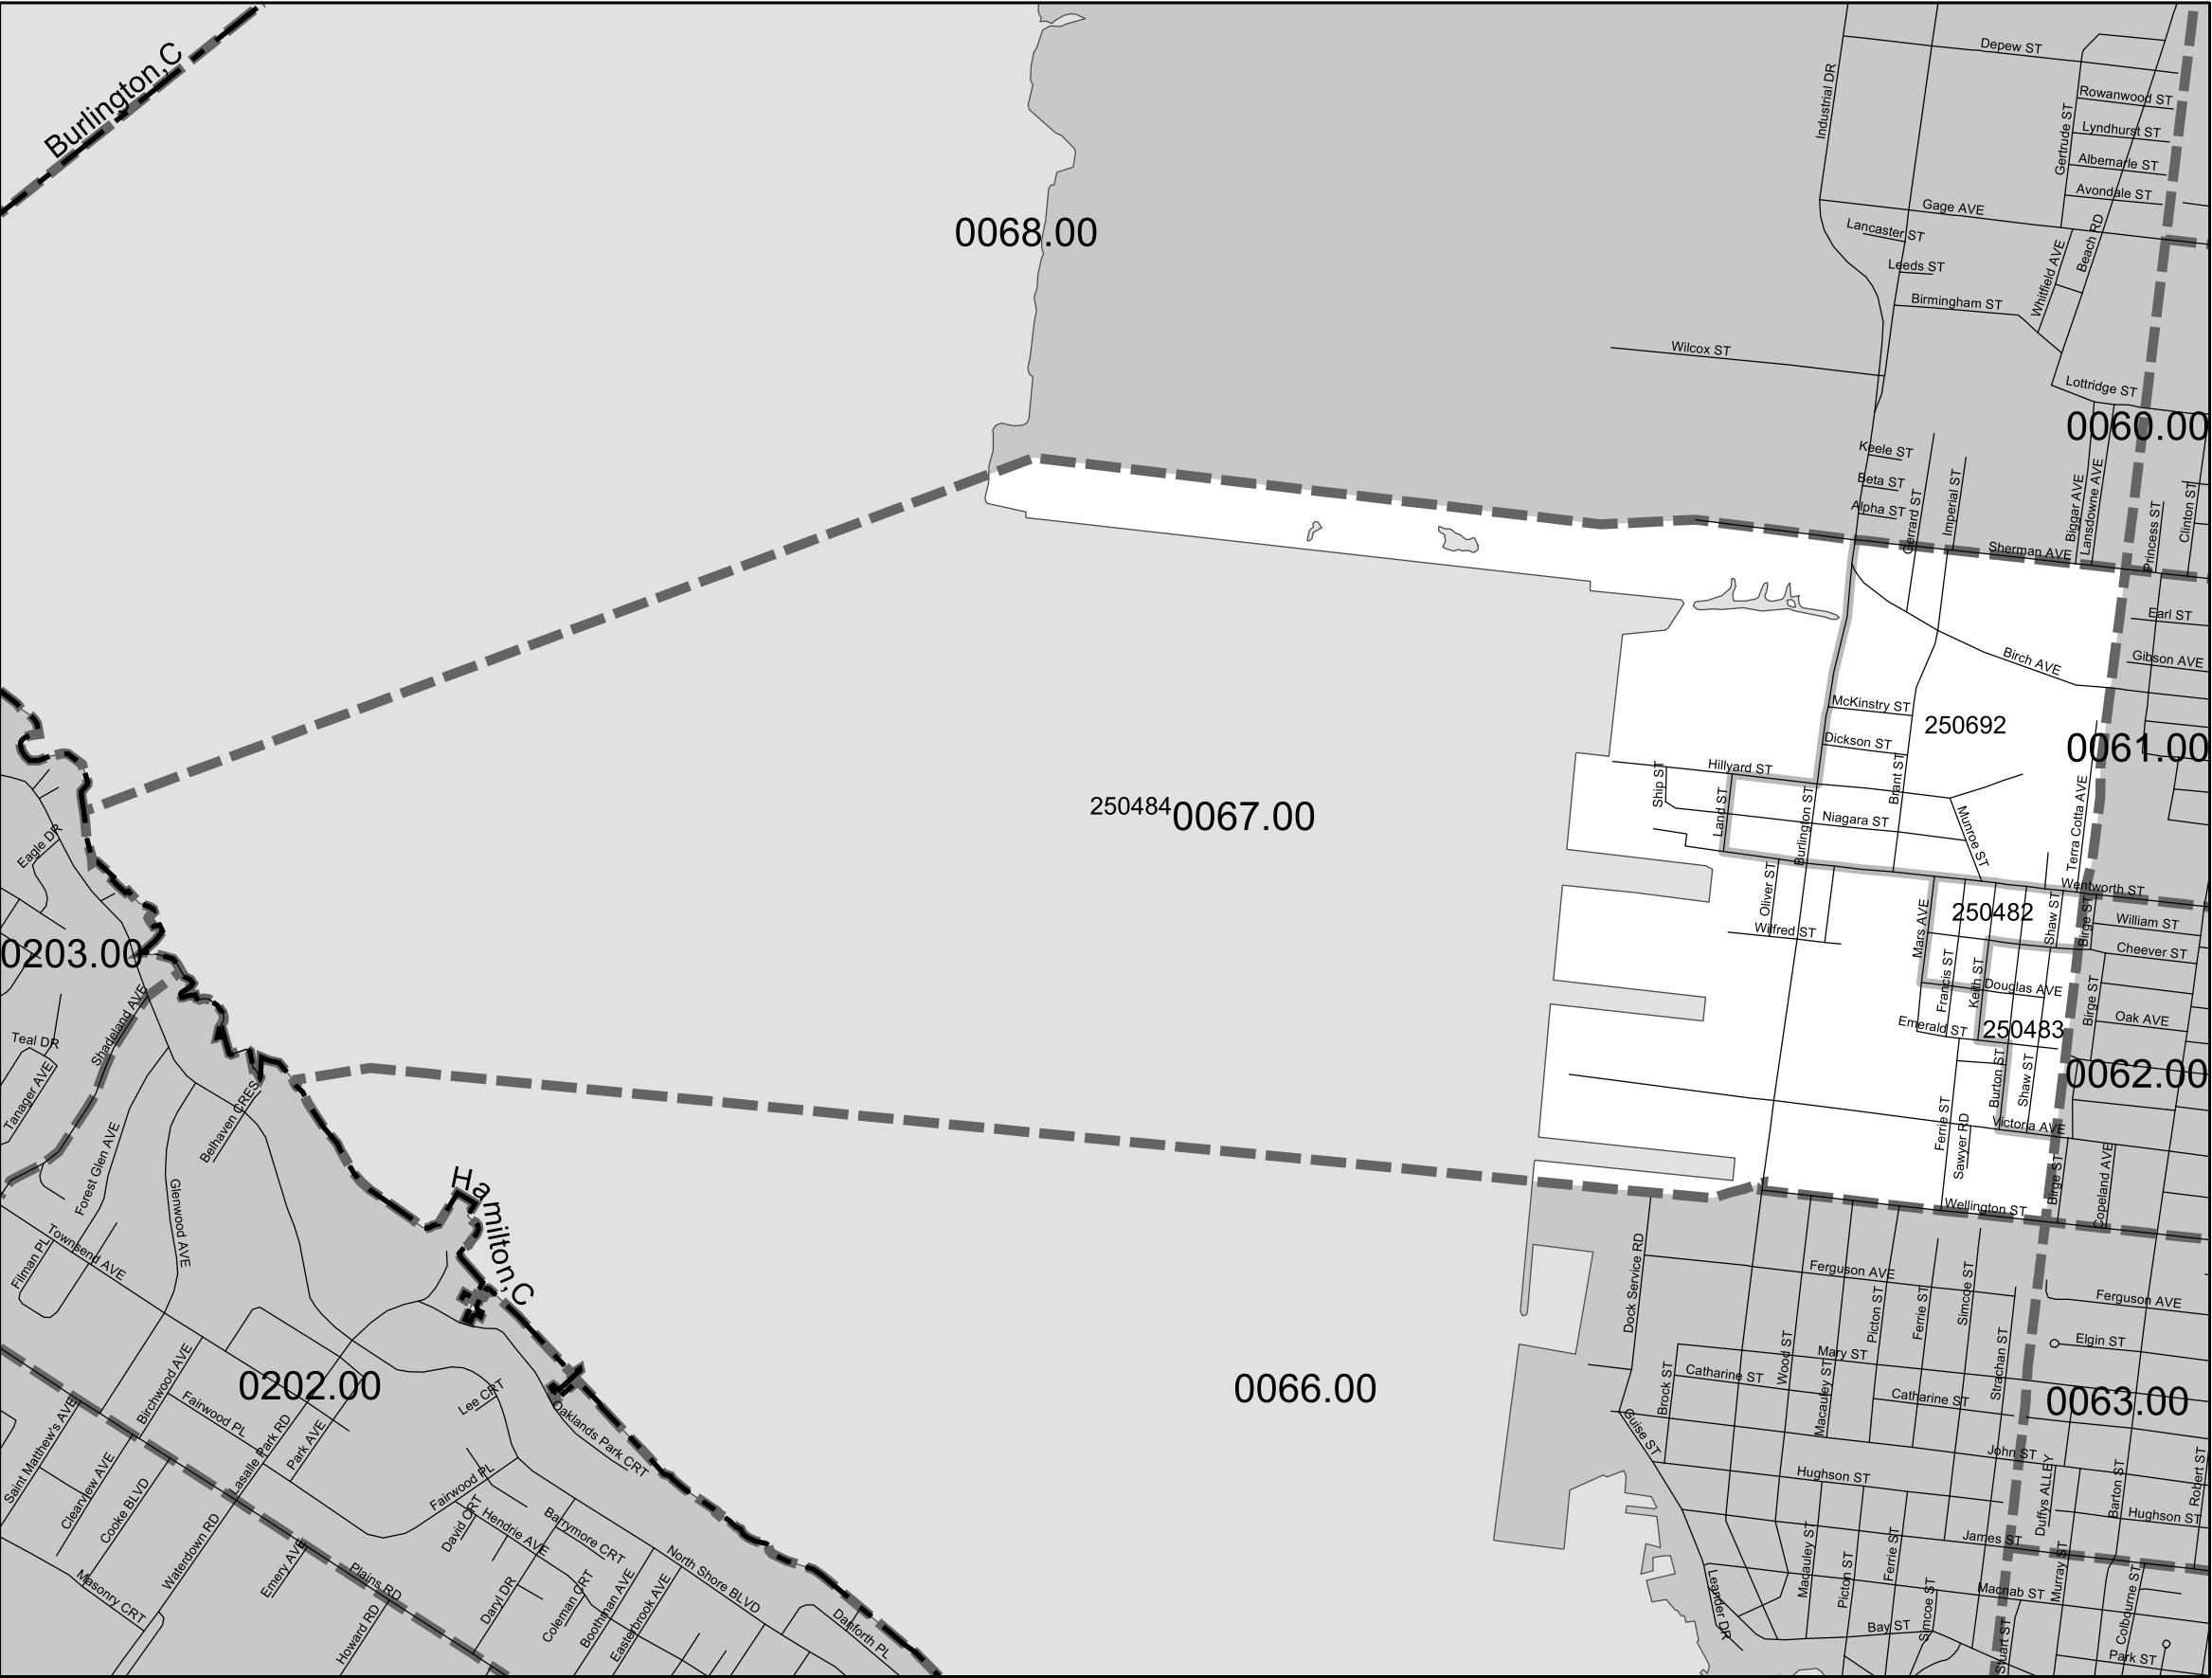 Burlington,C
Depew ST
Industrial DR
Rowanwood ST
Gertrude ST
Lyndhurst ST
Albemarle ST
Avondale ST
Gage AVE
Lancaster ST
Beach RD
0068.00
Whitfield AVE
Leeds ST
Birmingham ST
Wilcox ST
Lottridge ST
0060.00
Keele ST
Beta ST
Alpha ST
Gerrard ST
Imperial ST
Biggar AVE
Lansdowne AVE
Princess ST
Clinton ST
Sherman AVE
Earl ST
Gibson AVE
Birch AVE
McKinstry ST
250692
0061.00
Dickson ST
Hillyard ST
Ship ST
Land ST
Brant ST
Burlington ST
Niagara ST
Munroe ST
Terra Cotta AVE
250484
0067.00
Eagle DR
Wentworth ST
Oliver ST
Wilfred ST
Mars AVE
250482
Shaw ST
Birge ST
William ST
Cheever ST
0203.00
Francis ST
Keith ST
Douglas AVE
Birge ST
Shadeland AVE
Emerald ST
250483
Oak AVE
Teal DR
Tanager AVE
Burton ST
Shaw ST
0062.00
Belhaven CRES
Forest Glen AVE
Ferrie ST
Sawyer RD
Victoria AVE
Birge ST
Copeland AVE
Hamilton,C
Glenwood AVE
Wellington ST
Townsend AVE
Filman PL
Dock Service RD
Ferguson AVE
Picton ST
Ferrie ST
Simcoe ST
Strachan ST
Ferguson AVE
Elgin ST
Mary ST
Wood ST
Macauley ST
Brock ST
Catharine ST
Catharine ST
0202.00
0066.00
0063.00
Birchwood AVE
Fairwood PL
Lee CRT
Oaklands Park CRT
Saint Matthew's AVE
Lasalle Park RD
Park AVE
Guise ST
John ST
Hughson ST
Duffys ALLEY
Barton ST
Robert ST
Hughson ST
Clearview AVE
Cooke BLVD
Waterdown RD
Fairwood PL
David CRT
Hendrie AVE
Barrymore CRT
North Shore BLVD
James ST
Emery AVE
Plains RD
Masonry CRT
Howard RD
Daryl DR
Coleman CRT
Boothman AVE
Easterbrook AVE
Danforth PL
Leander DR
Macauley ST
Picton ST
Ferrie ST
Simcoe ST
Macnab ST
Murray ST
Colbourne ST
Bay ST
Stuart ST
Park ST